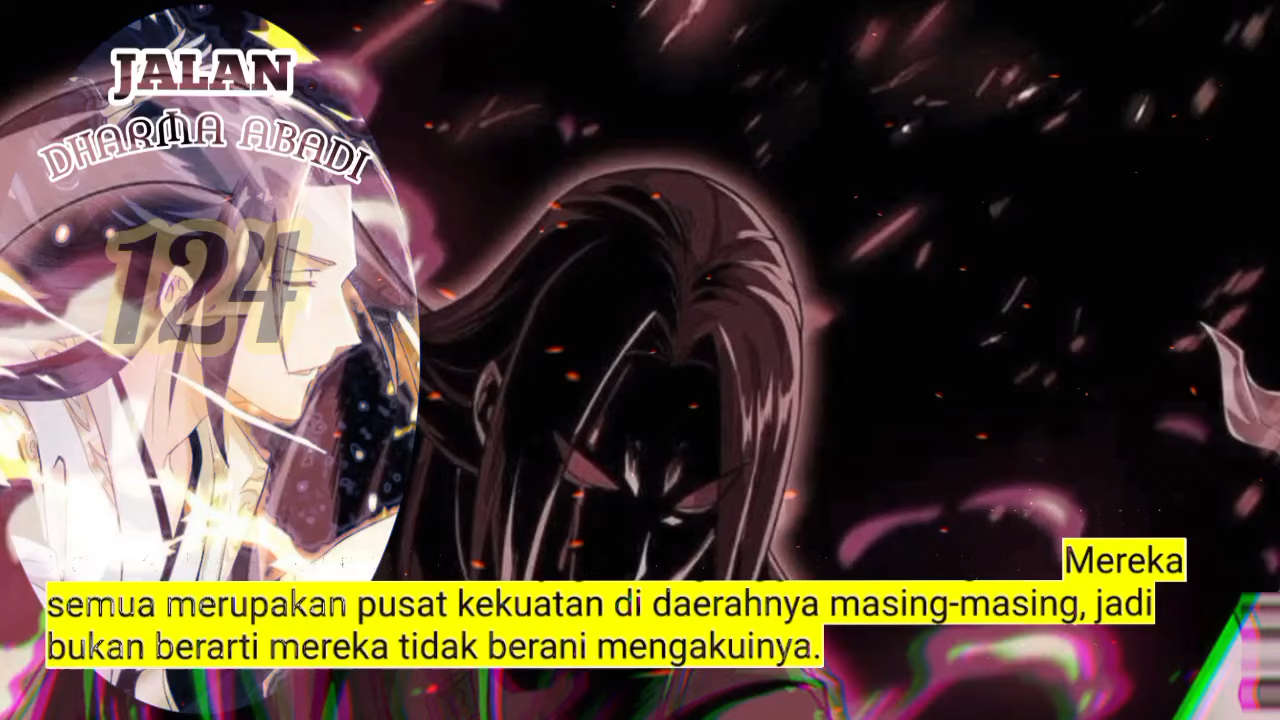 JALAN
DHARMA ABADI
124
Mereka
semua merupakan pusat kekuatan di daerahnya masing-masing, jadi
bukan berarti mereka tidak berani mengakuinya.